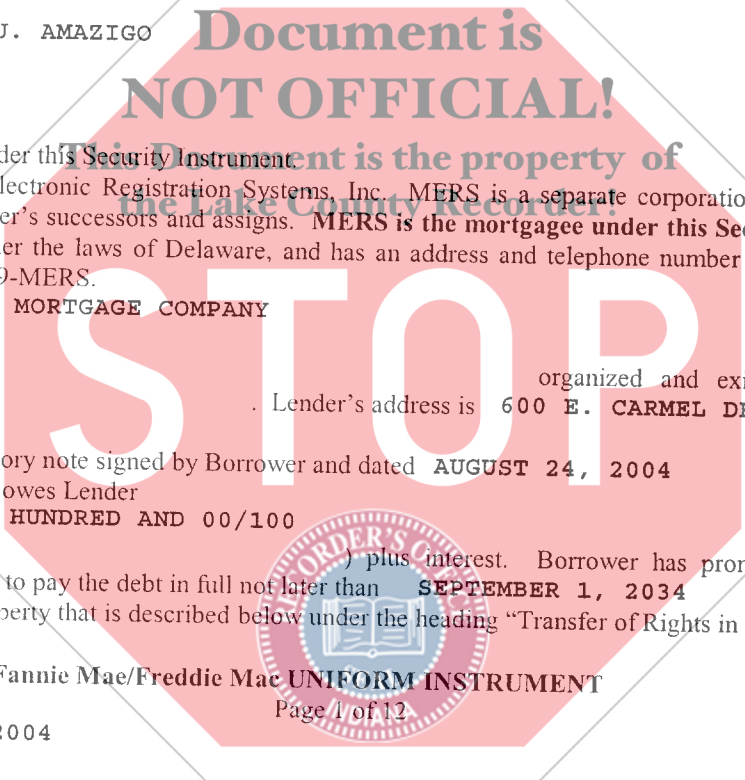 J. AMAZIGO
Document is
NOT OFFICIAL!
This Document is the property of
the Lake County Recorder!
der this Security Instrument.
lectronic Registration Systems, Inc. MERS is a separate corporatio
er's successors and assigns. MERS is the mortgagee under this Sec
er the laws of Delaware, and has an address and telephone number
9-MERS.
MORTGAGE COMPANY
STOP
organized and exi
. Lender's address is 600 E. CARMEL DR
ory note signed by Borrower and dated AUGUST 24, 2004
owes Lender
HUNDRED AND 00/100
) plus interest. Borrower has pro
to pay the debt in full not later than SEPTEMBER 1, 2034
perty that is described below under the heading “Transfer of Rights in
Fannie Mae/Freddie Mac UNIFORM INSTRUMENT
Page 1 of 12
2004
RECORDER'S OFFICE
INDIANA